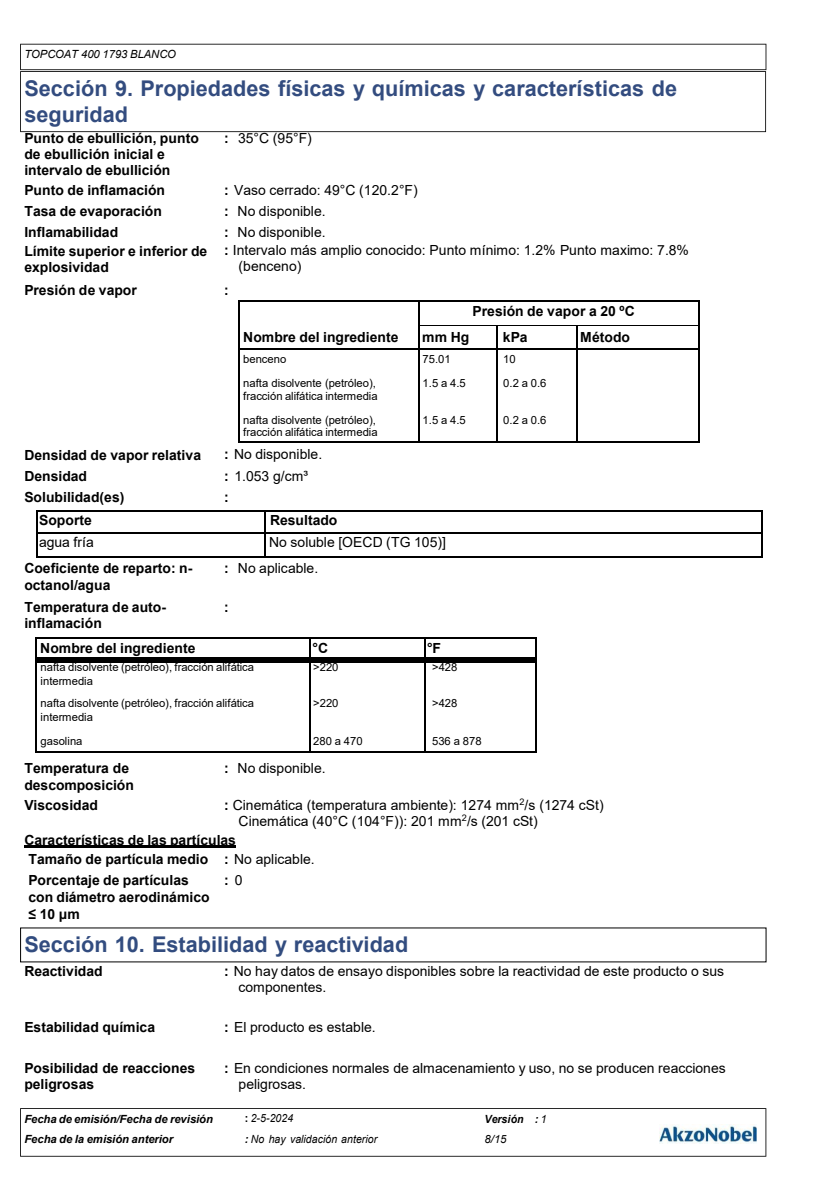 TOPCOAT 400 1793 BLANCO
Sección 9. Propiedades físicas y químicas y características de
seguridad
Punto de ebullición, punto : 35°C (95°F)
de ebullición inicial e
intervalo de ebullición
Punto de inflamación : Vaso cerrado: 49°C (120.2°F)
Tasa de evaporación : No disponible.
Inflamabilidad : No disponible.
Límite superior e inferior de : Intervalo más amplio conocido: Punto mínimo: 1.2% Punto maximo: 7.8%
explosividad (benceno)
Presión de vapor :
Presión de vapor a 20 ºC
Nombre del ingrediente mm Hg kPa Método
benceno 75.01 10
nafta disolvente (petróleo), 1.5 a 4.5 0.2 a 0.6
fracción alifática intermedia
nafta disolvente (petróleo), 1.5 a 4.5 0.2 a 0.6
fracción alifática intermedia
Densidad de vapor relativa : No disponible.
Densidad : 1.053 g/cm³
Solubilidad(es) :
Soporte Resultado
agua fría No soluble [OECD (TG 105)]
Coeficiente de reparto: n- : No aplicable.
octanol/agua
Temperatura de auto- :
inflamación
Nombre del ingrediente °C °F
nafta disolvente (petróleo), fracción alifática >220 >428
intermedia
nafta disolvente (petróleo), fracción alifática >220 >428
intermedia
gasolina 280 a 470 536 a 878
Temperatura de : No disponible.
descomposición
Viscosidad : Cinemática (temperatura ambiente): 1274 mm²/s (1274 cSt)
Cinemática (40°C (104°F)): 201 mm²/s (201 cSt)
Características de las partículas
Tamaño de partícula medio : No aplicable.
Porcentaje de partículas : 0
con diámetro aerodinámico
≤ 10 µm
Sección 10. Estabilidad y reactividad
Reactividad : No hay datos de ensayo disponibles sobre la reactividad de este producto o sus
componentes.
Estabilidad química : El producto es estable.
Posibilidad de reacciones : En condiciones normales de almacenamiento y uso, no se producen reacciones
peligrosas peligrosas.
Fecha de emisión/Fecha de revisión : 2-5-2024 Versión : 1
Fecha de la emisión anterior : No hay validación anterior 8/15 AkzoNobel